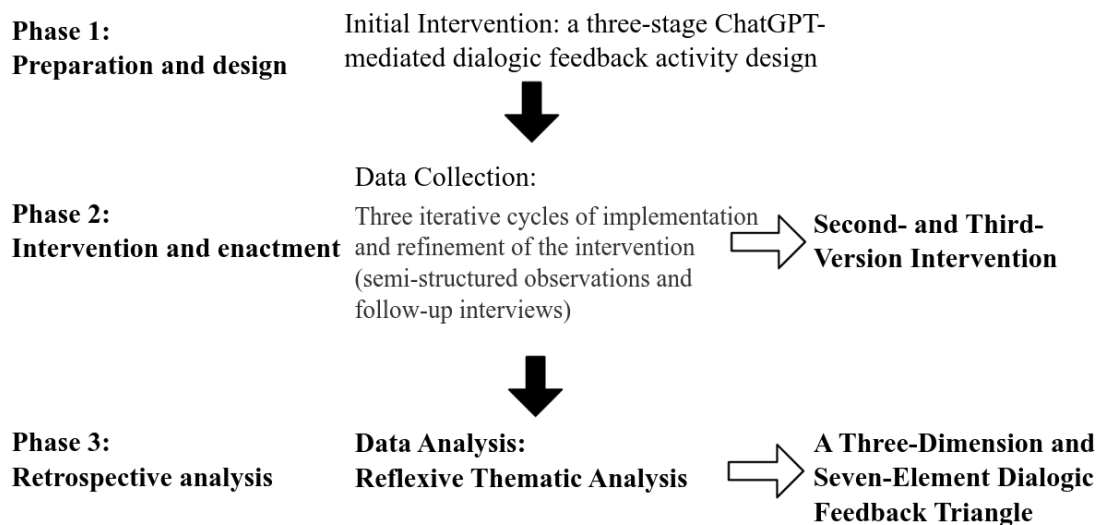 Phase 1:
Preparation and design
Initial Intervention: a three-stage ChatGPT-
mediated dialogic feedback activity design
Phase 2:
Intervention and enactment
Data Collection:
Three iterative cycles of implementation
and refinement of the intervention
(semi-structured observations and
follow-up interviews)
Second- and Third-
Version Intervention
Phase 3:
Retrospective analysis
Data Analysis:
Reflexive Thematic Analysis
A Three-Dimension and
Seven-Element Dialogic
Feedback Triangle